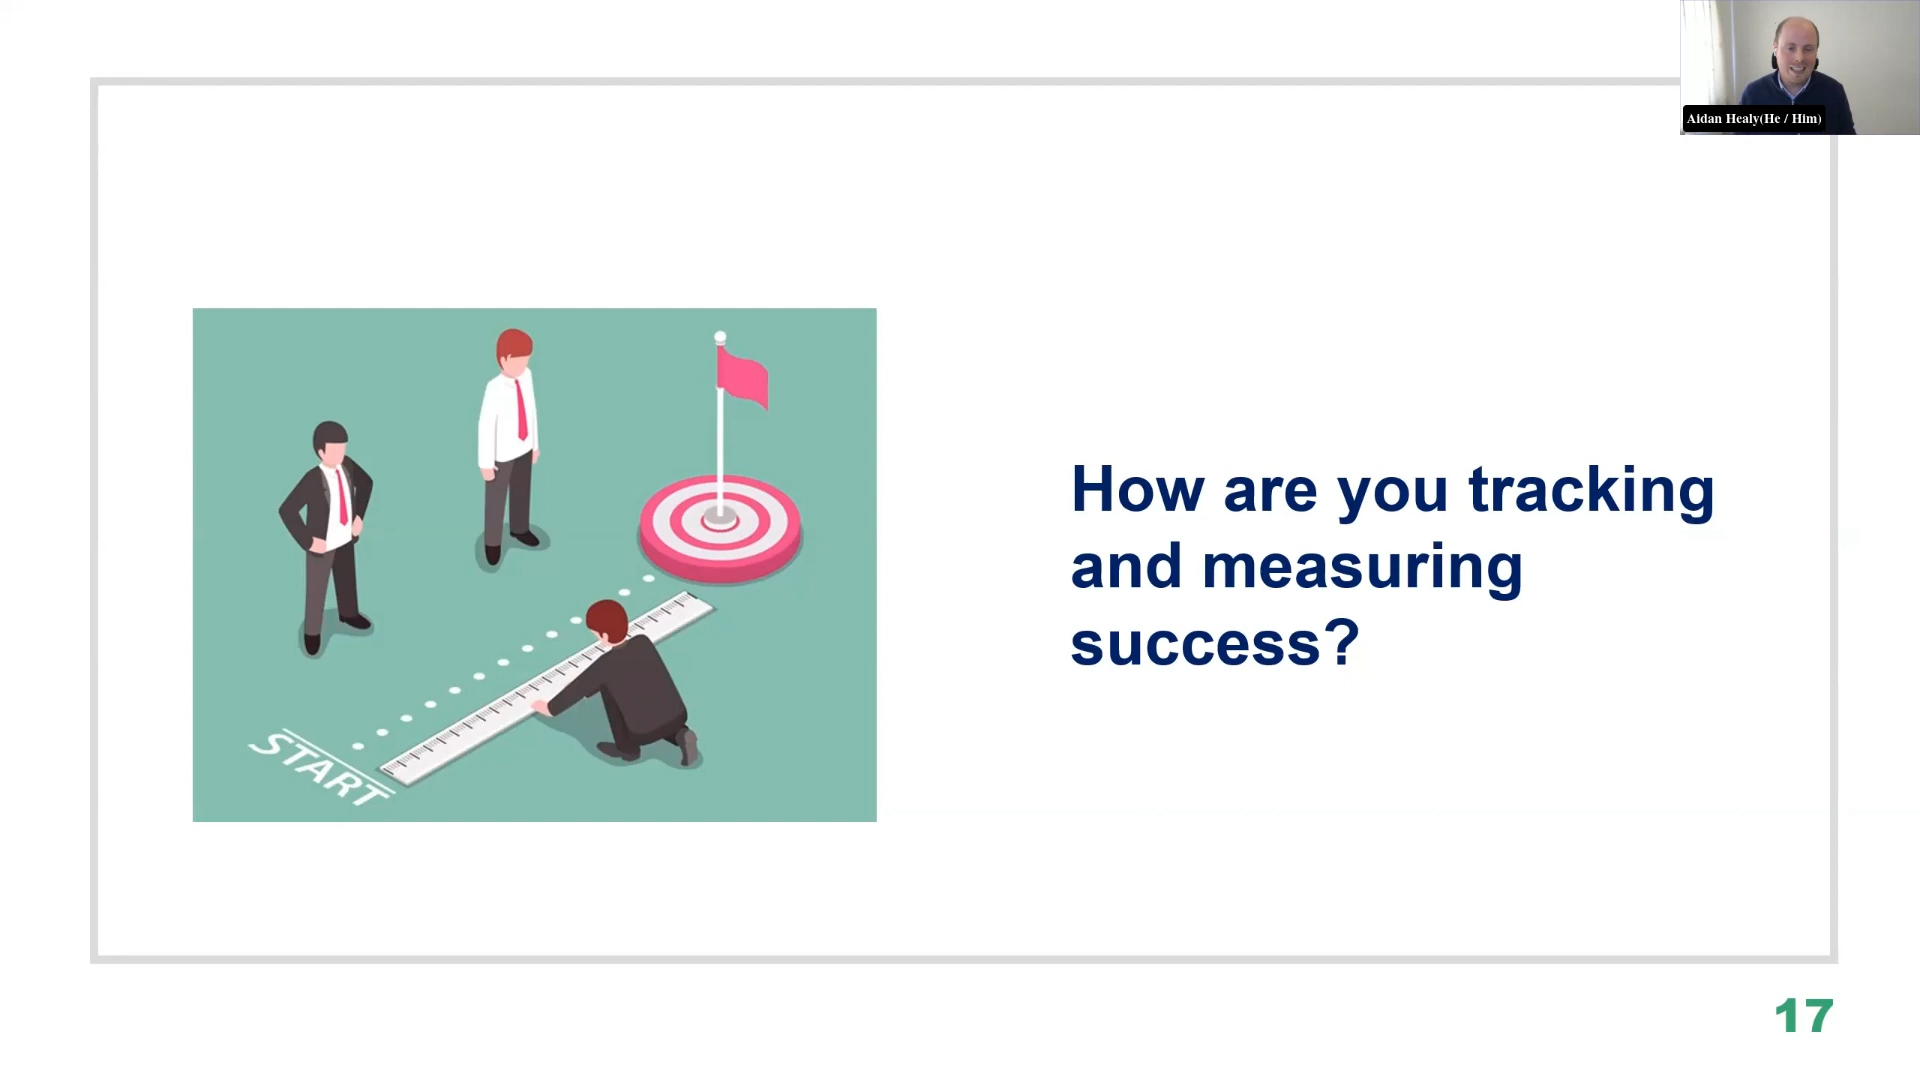 Aidan Healy(He / Him)
How are you tracking
and measuring
success?
START
17